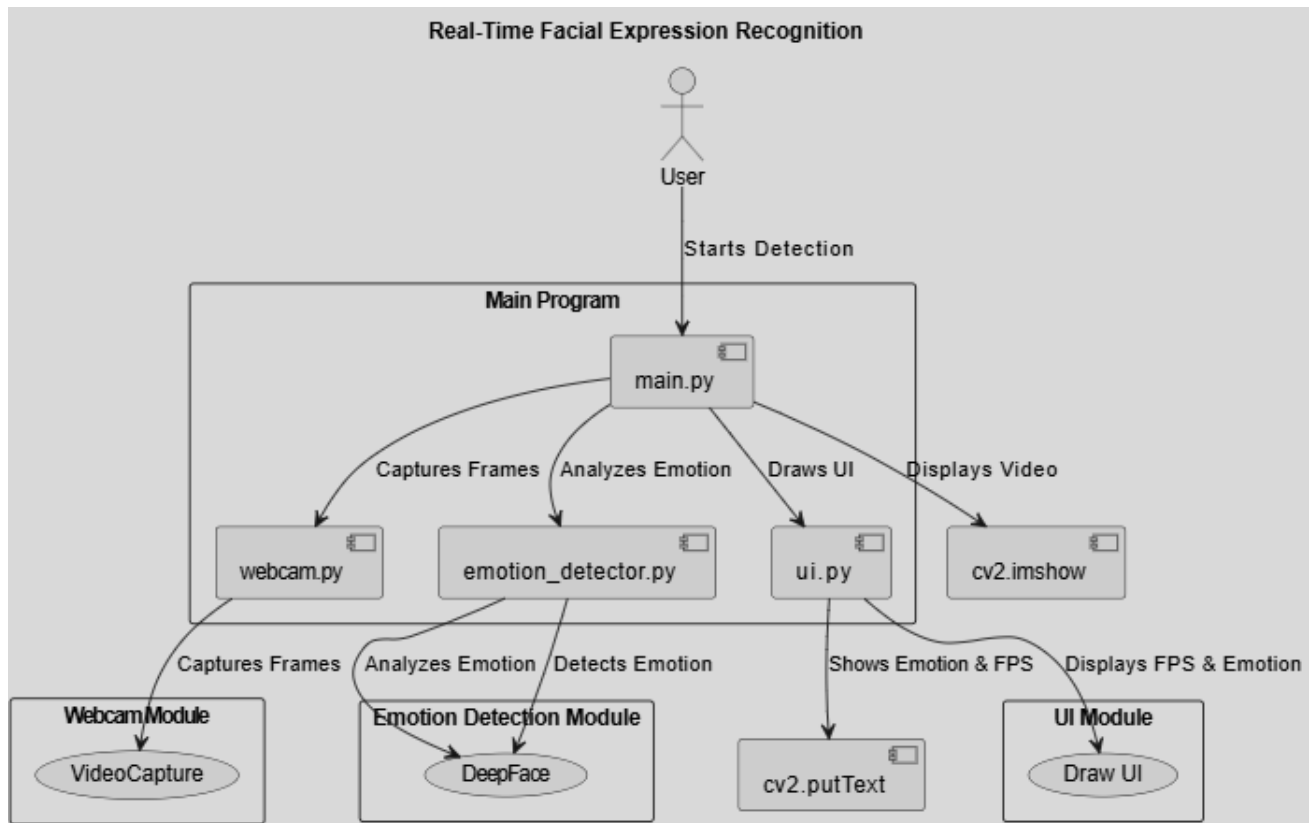 Real-Time Facial Expression Recognition
User
Starts Detection
Main Program
main.py
Captures Frames
Analyzes Emotion
Draws UI
Displays Video
webcam.py
emotion_detector.py
ui.py
cv2.imshow
Captures Frames
Analyzes Emotion
Detects Emotion
Shows Emotion & FPS
Displays FPS & Emotion
Webcam Module
Emotion Detection Module
UI Module
VideoCapture
DeepFace
cv2.putText
Draw UI